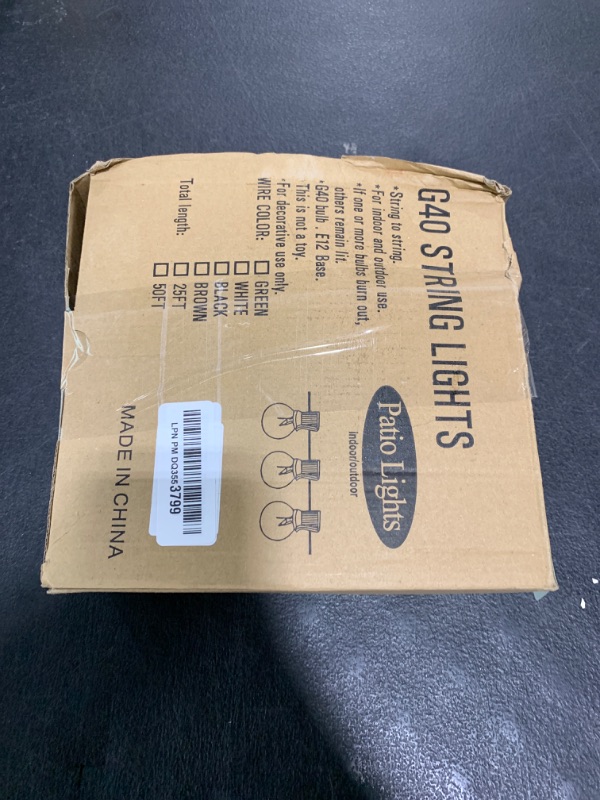 G40 STRING LIGHTS
*String to string.
*For indoor and outdoor use.
*If one or more bulbs burn out,
others remain lit.
*G40 bulb . E12 Base.
This is not a toy.
*For decorative use only.
WIRE COLOR:
GREEN
WHITE
BLACK
BROWN
Total length:
25FT
50FT
Patio Lights
indoor/outdoor
LPN PM DQ3563799
MADE IN CHINA